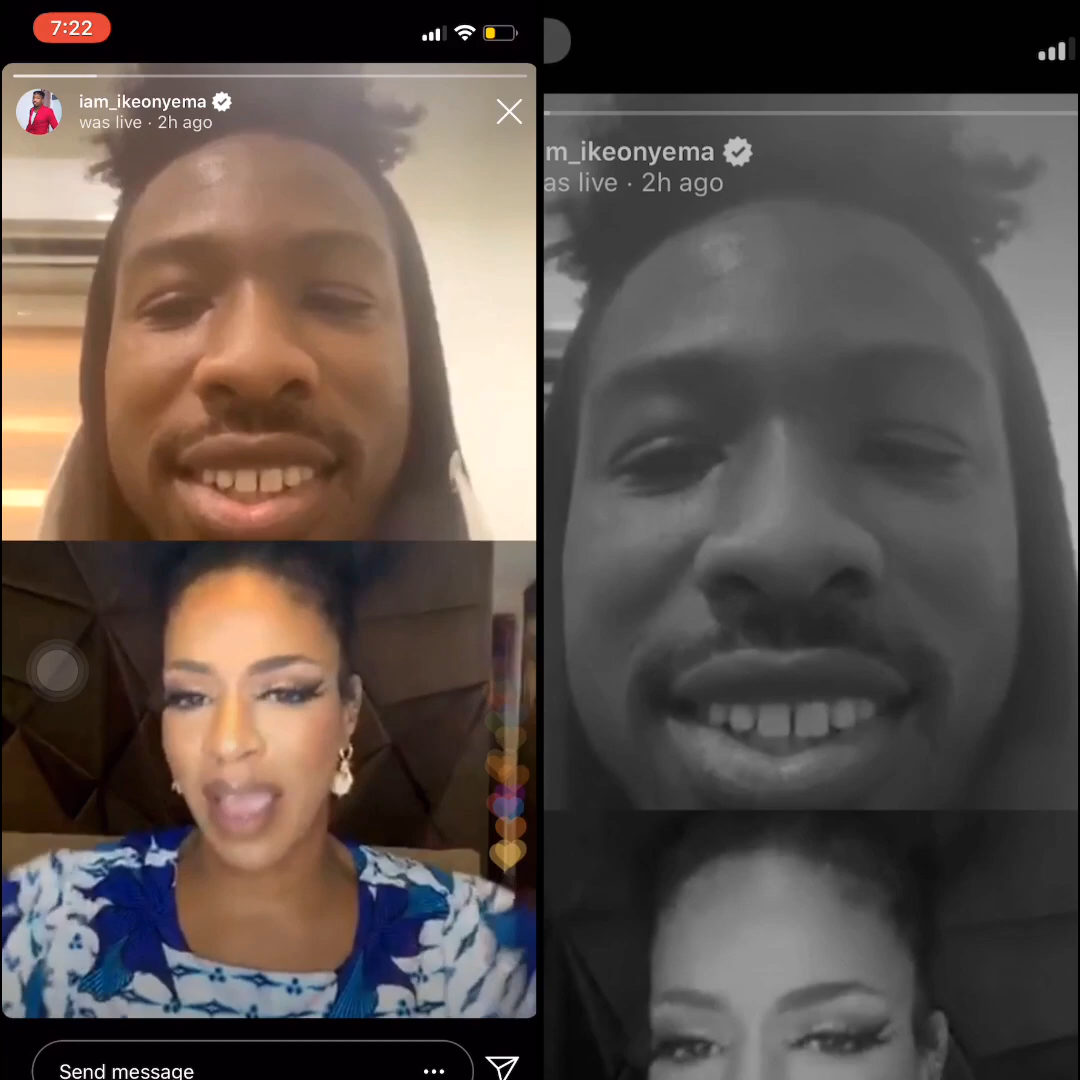 7:22
iam_ikeonyema
was live · 2h ago
Send message
m_ikeonyema
as live · 2h ago